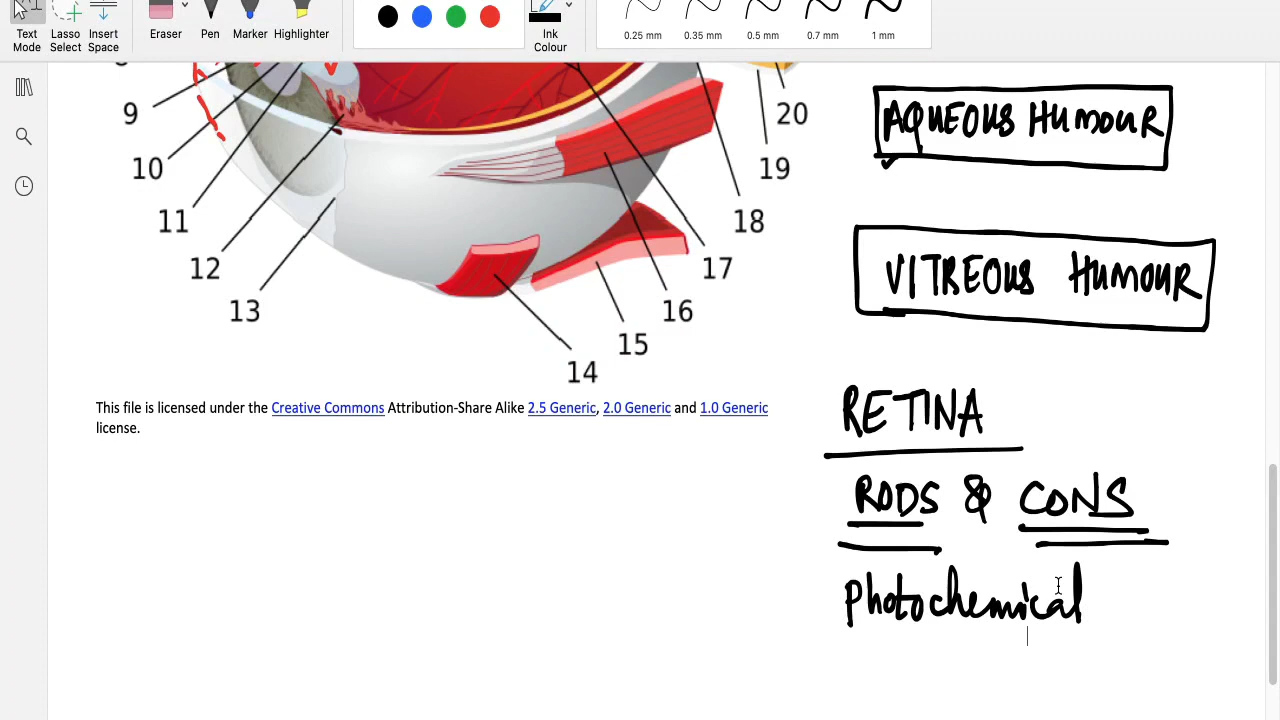 Text Mode
Lasso Select
Insert Space
Eraser
Pen
Marker
Highlighter
Ink Colour
0.25 mm
0.35 mm
0.5 mm
0.7 mm
1 mm
9
10
11
12
13
14
15
16
17
18
19
20
This file is licensed under the Creative Commons Attribution-Share Alike 2.5 Generic, 2.0 Generic and 1.0 Generic
license.
AQUEOUS HUMOUR
VITREOUS HUMOUR
RETINA
RODS & CONS
Photochemical